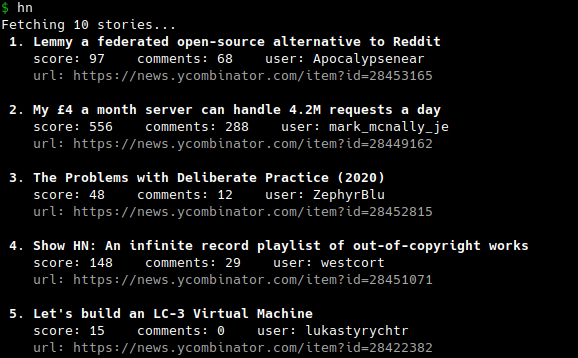 $ hn
Fetching 10 stories...
1. Lemmy a federated open-source alternative to Reddit
score: 97 comments: 68 user: Apocalypsenear
url: https://news.ycombinator.com/item?id=28453165
2. My £4 a month server can handle 4.2M requests a day
score: 556 comments: 288 user: mark_mcnally_je
url: https://news.ycombinator.com/item?id=28449162
3. The Problems with Deliberate Practice (2020)
score: 48 comments: 12 user: ZephyrBlu
url: https://news.ycombinator.com/item?id=28452815
4. Show HN: An infinite record playlist of out-of-copyright works
score: 148 comments: 29 user: westcort
url: https://news.ycombinator.com/item?id=28451071
5. Let's build an LC-3 Virtual Machine
score: 15 comments: 0 user: lukastyrychtr
url: https://news.ycombinator.com/item?id=28422382